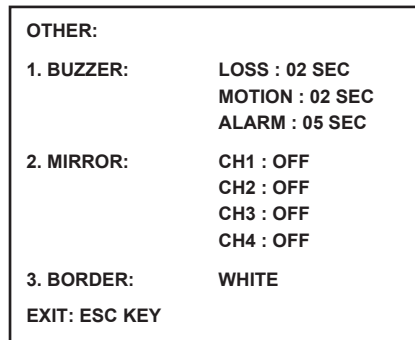 OTHER:
1. BUZZER: LOSS : 02 SEC
MOTION : 02 SEC
ALARM : 05 SEC
2. MIRROR: CH1 : OFF
CH2 : OFF
CH3 : OFF
CH4 : OFF
3. BORDER: WHITE
EXIT: ESC KEY